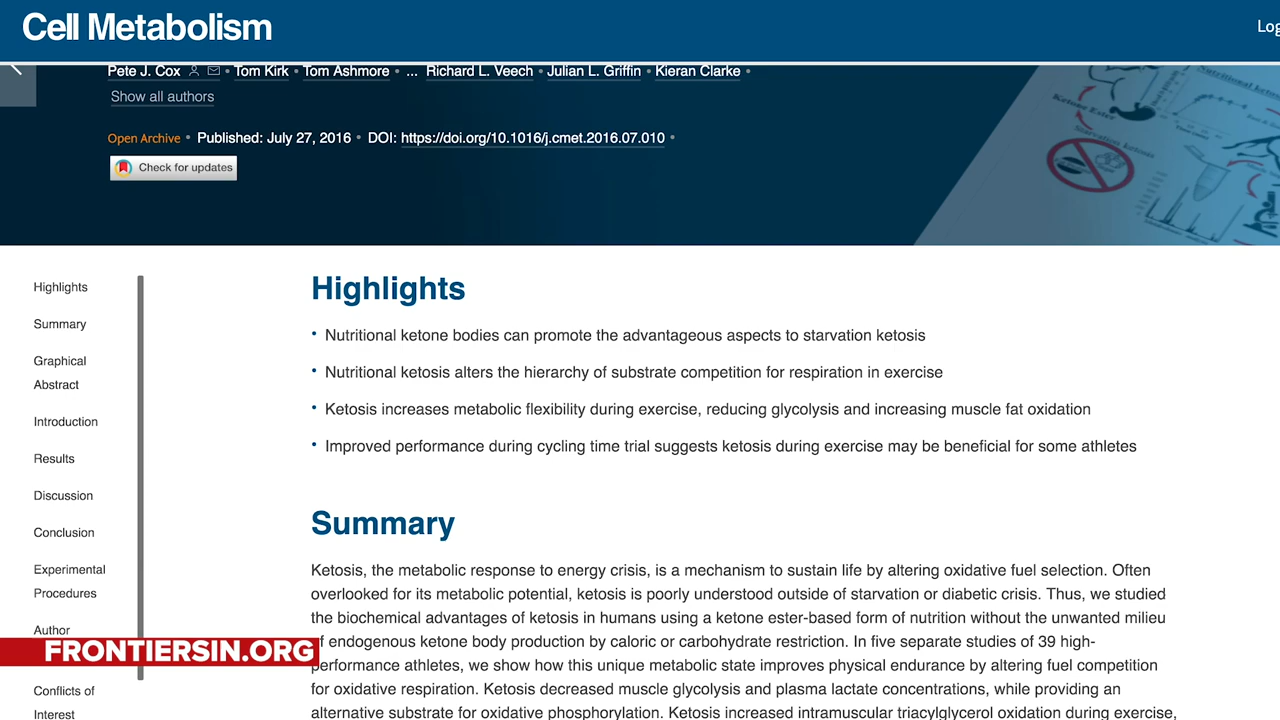 Cell Metabolism
Log
Pete J. Cox • Tom Kirk • Tom Ashmore • ... Richard L. Veech • Julian L. Griffin • Kieran Clarke •
Show all authors
Open Archive • Published: July 27, 2016 • DOI: https://doi.org/10.1016/j.cmet.2016.07.010 •
Check for updates
Ketone Ester
Nutritional ketosis
Starvation ketosis
Highlights
Summary
Graphical
Abstract
Introduction
Results
Discussion
Conclusion
Experimental
Procedures
Author
Conflicts of
Interest
FRONTIERSIN.ORG
Highlights
• Nutritional ketone bodies can promote the advantageous aspects to starvation ketosis
• Nutritional ketosis alters the hierarchy of substrate competition for respiration in exercise
• Ketosis increases metabolic flexibility during exercise, reducing glycolysis and increasing muscle fat oxidation
• Improved performance during cycling time trial suggests ketosis during exercise may be beneficial for some athletes
Summary
Ketosis, the metabolic response to energy crisis, is a mechanism to sustain life by altering oxidative fuel selection. Often
overlooked for its metabolic potential, ketosis is poorly understood outside of starvation or diabetic crisis. Thus, we studied
the biochemical advantages of ketosis in humans using a ketone ester-based form of nutrition without the unwanted milieu
of endogenous ketone body production by caloric or carbohydrate restriction. In five separate studies of 39 high-
performance athletes, we show how this unique metabolic state improves physical endurance by altering fuel competition
for oxidative respiration. Ketosis decreased muscle glycolysis and plasma lactate concentrations, while providing an
alternative substrate for oxidative phosphorylation. Ketosis increased intramuscular triacylglycerol oxidation during exercise,